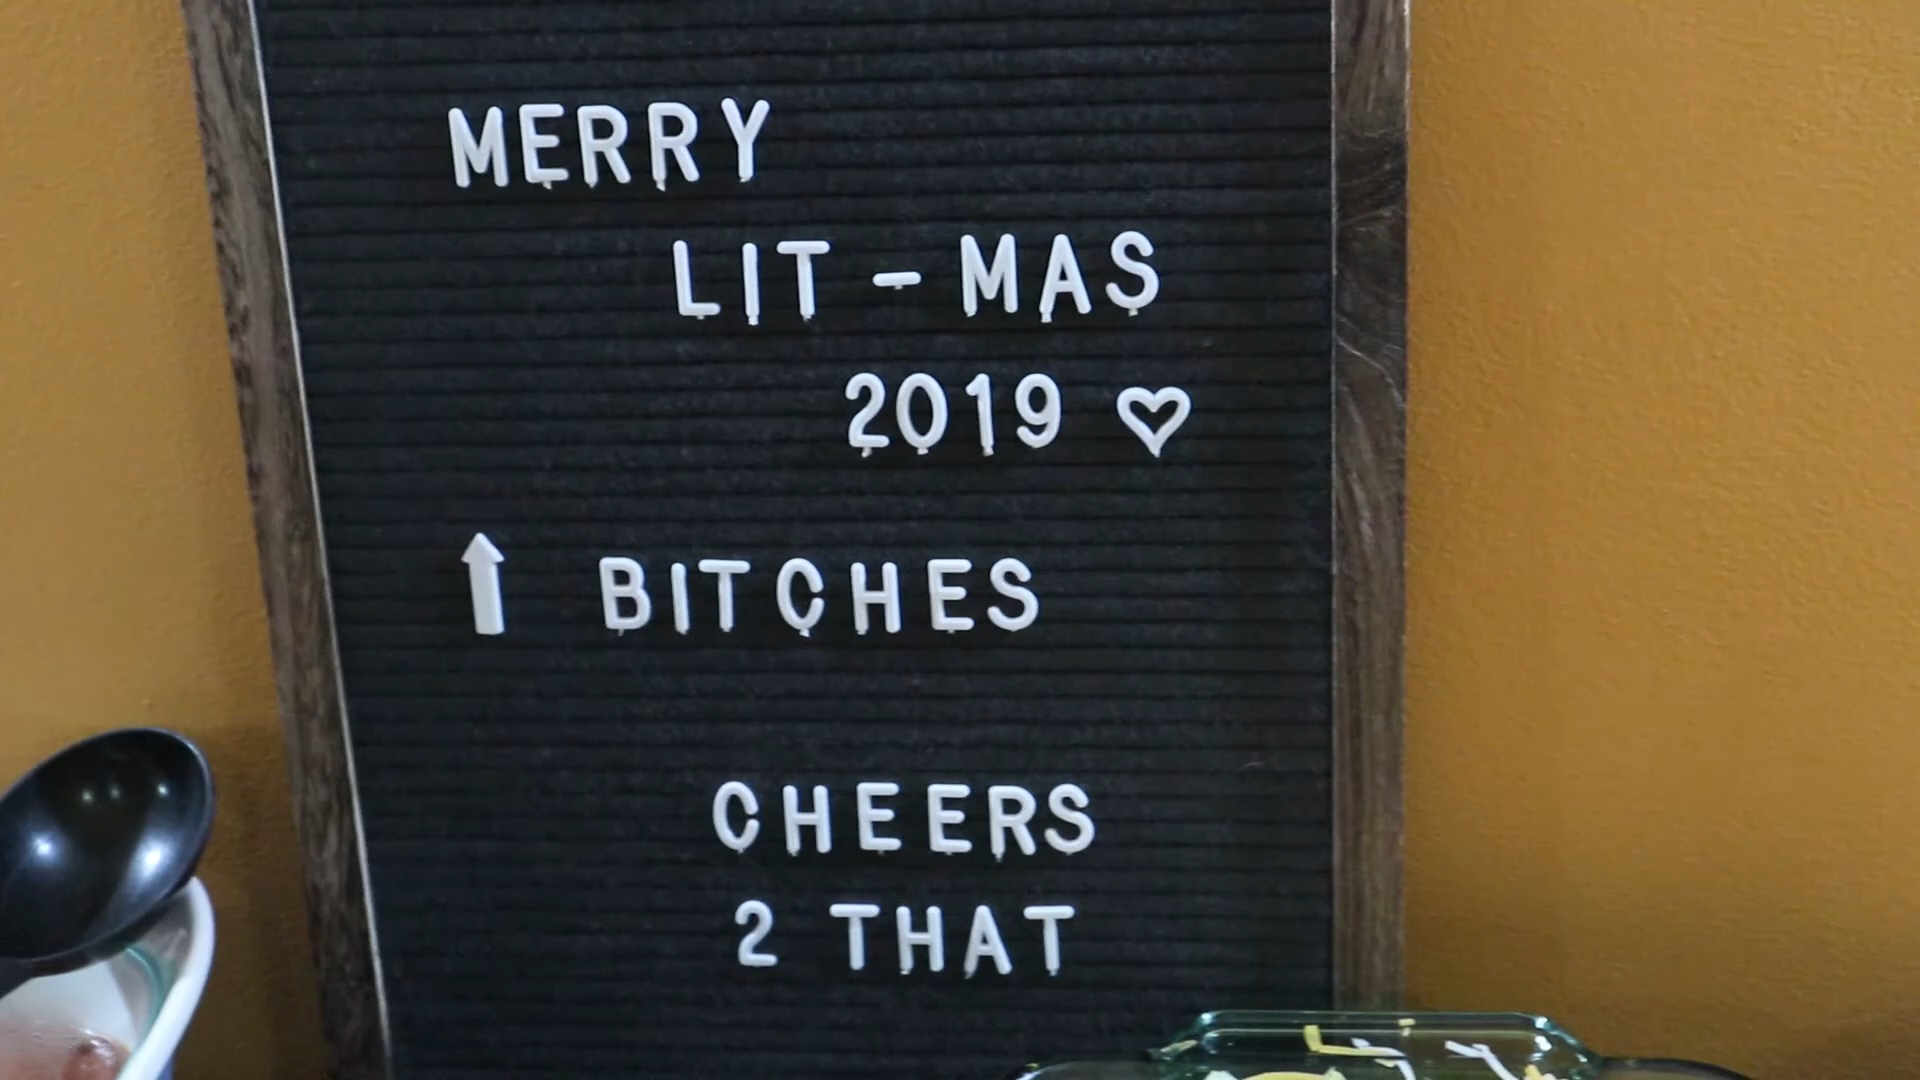 MERRY
LIT-MAS
2019 ♡
↑ BITCHES
CHEERS
2 THAT